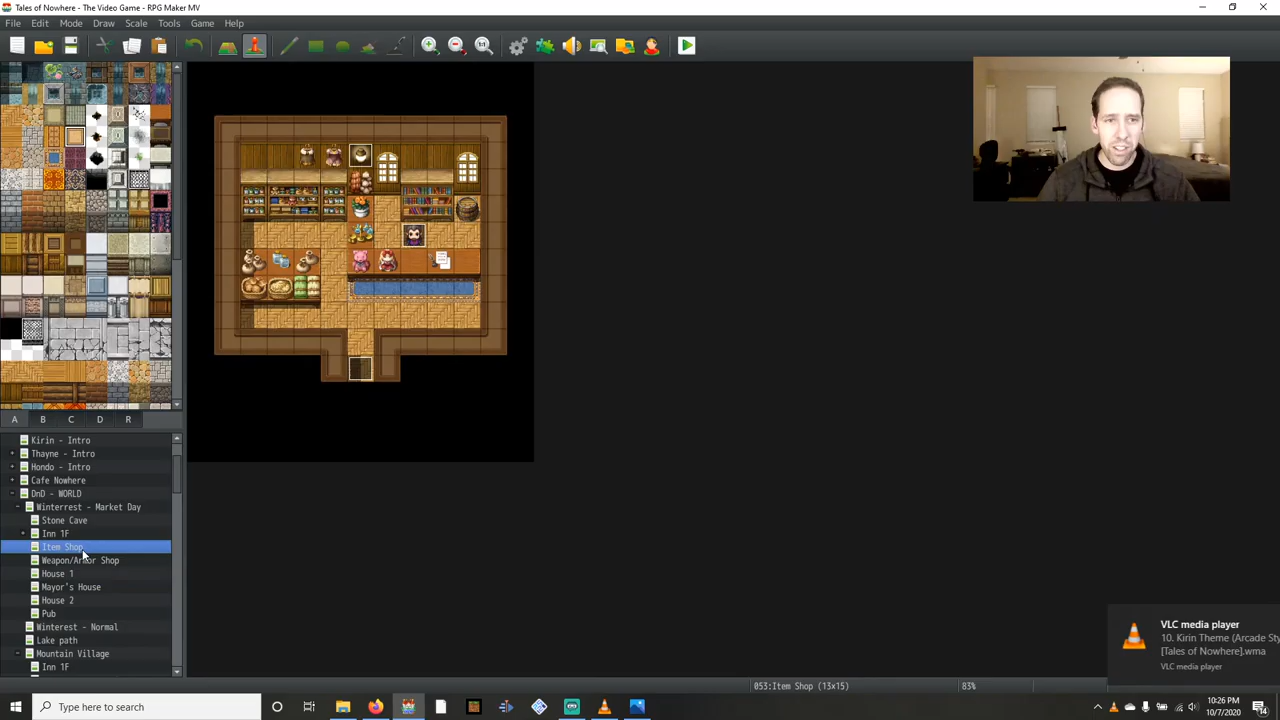 Tales of Nowhere - The Video Game - RPG Maker MV
File Edit Mode Draw Scale Tools Game Help
A B C D R
Kirin - Intro
Thayne - Intro
Hondo - Intro
Cafe Nowhere
DnD - WORLD
Winterrest - Market Day
Stone Cave
Inn 1F
Item Shop
Weapon/Armor Shop
House 1
Mayor's House
House 2
Pub
Winterest - Normal
Lake path
Mountain Village
Inn 1F
VLC media player
10. Kirin Theme (Arcade Sty
[Tales of Nowhere].wma
VLC media player
053:Item Shop (13x15) 83%
Type here to search
10:26 PM
10/7/2020